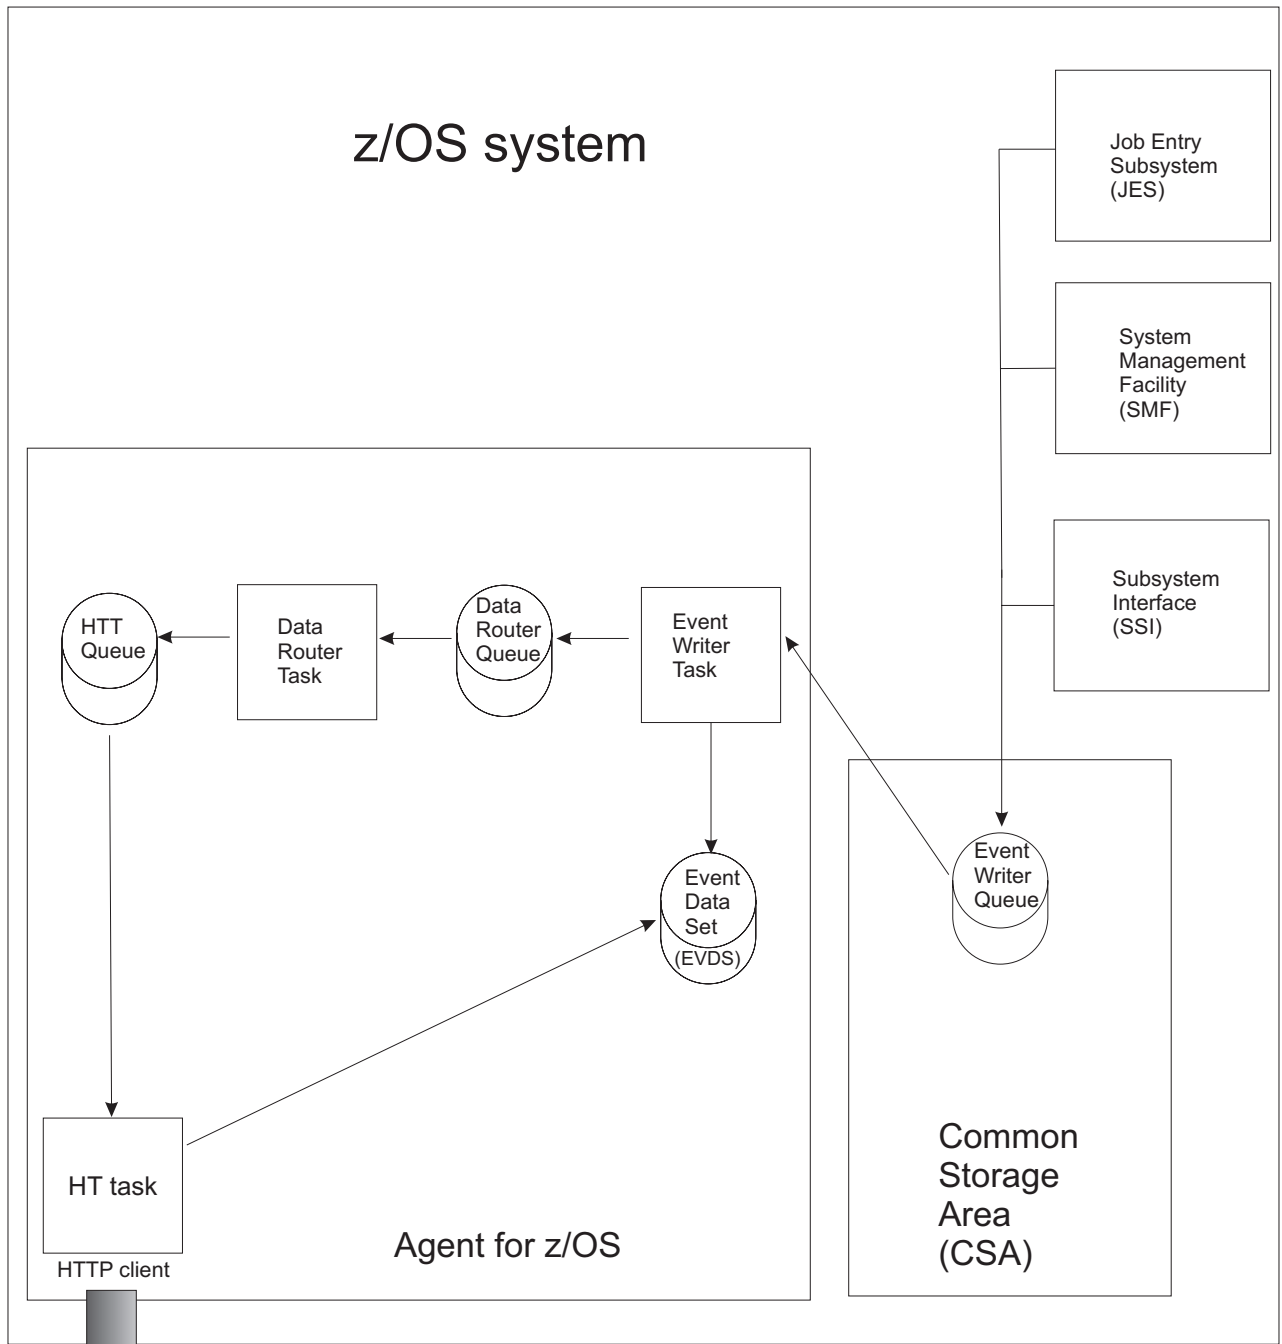 z/OS system
Job Entry
Subsystem
(JES)
System
Management
Facility
(SMF)
Subsystem
Interface
(SSI)
HTT
Queue
Data
Router
Task
Data
Router
Queue
Event
Writer
Task
Event
Data
Set
(EVDS)
Event
Writer
Queue
HT task
HTTP client
Agent for z/OS
Common
Storage
Area
(CSA)